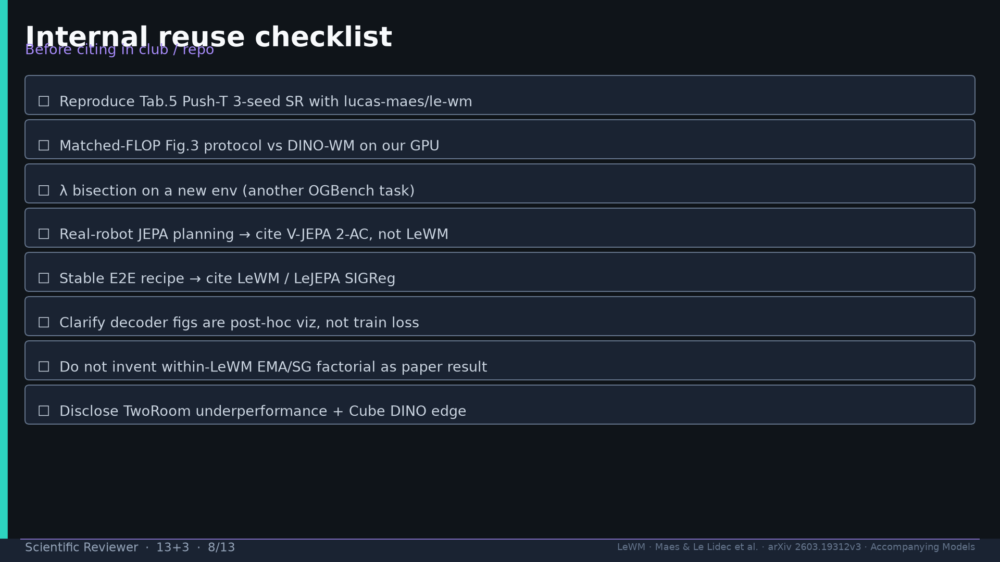 Internal reuse checklist
Before citing in club / repo
☐ Reproduce Tab.5 Push-T 3-seed SR with lucas-maes/le-wm
☐ Matched-FLOP Fig.3 protocol vs DINO-WM on our GPU
☐ λ bisection on a new env (another OGBench task)
☐ Real-robot JEPA planning → cite V-JEPA 2-AC, not LeWM
☐ Stable E2E recipe → cite LeWM / LeJEPA SIGReg
☐ Clarify decoder figs are post-hoc viz, not train loss
☐ Do not invent within-LeWM EMA/SG factorial as paper result
☐ Disclose TwoRoom underperformance + Cube DINO edge
Scientific Reviewer · 13+3 · 8/13
LeWM · Maes & Le Lidec et al. · arXiv 2603.19312v3 · Accompanying Models